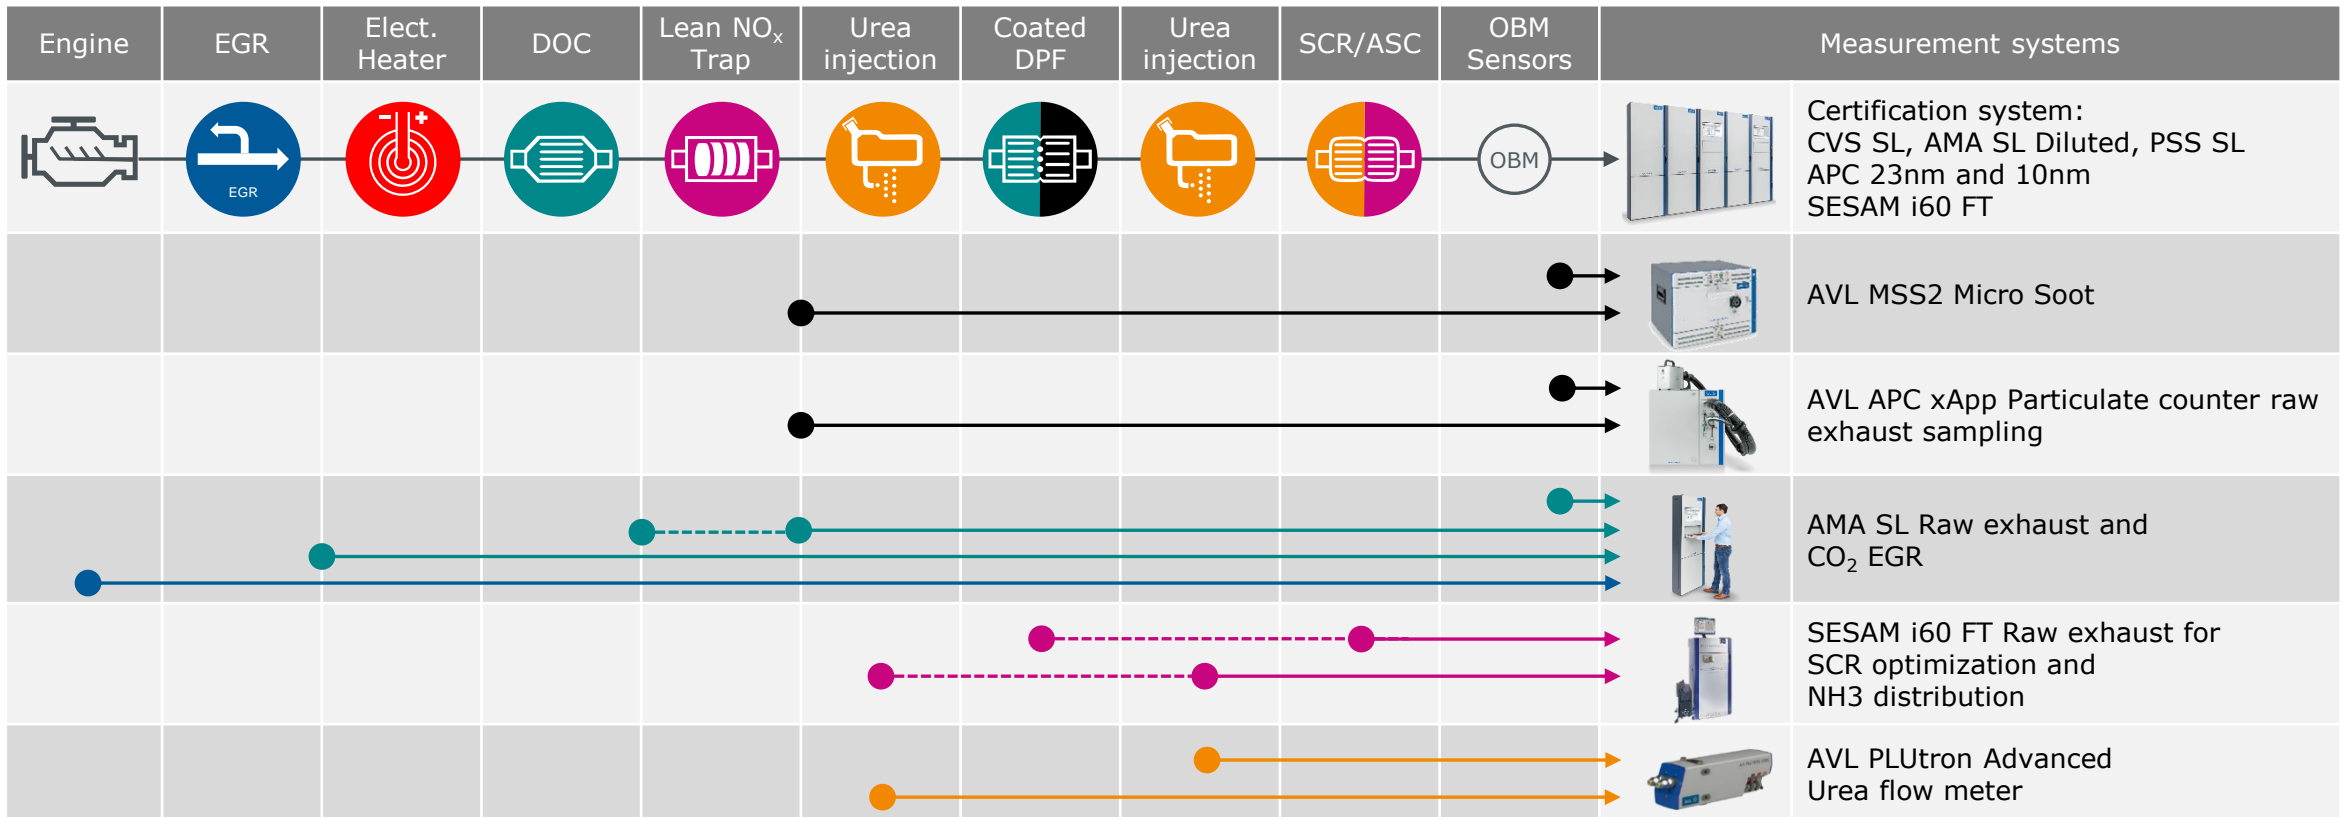 Engine
EGR
Elect.
Heater
DOC
Lean NOx
Trap
Urea
injection
Coated
DPF
Urea
injection
SCR/ASC
OBM
Sensors
Measurement systems
EGR
- +
OBM
Certification system:
CVS SL, AMA SL Diluted, PSS SL
APC 23nm and 10nm
SESAM i60 FT
AVL MSS2 Micro Soot
AVL APC xApp Particulate counter raw
exhaust sampling
AMA SL Raw exhaust and
CO2 EGR
SESAM i60 FT Raw exhaust for
SCR optimization and
NH3 distribution
AVL PLUtron Advanced
Urea flow meter